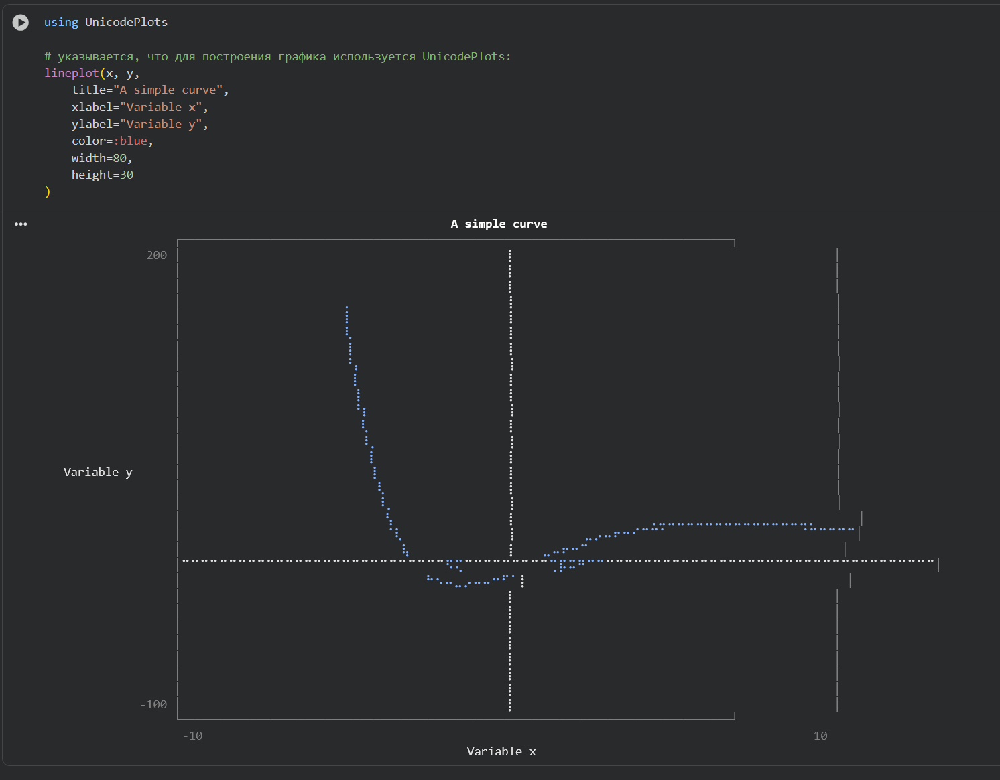 using UnicodePlots
# указывается, что для построения графика используется UnicodePlots:
lineplot(x, y,
title="A simple curve",
xlabel="Variable x",
ylabel="Variable y",
color=:blue,
width=80,
height=30
)
A simple curve
200
Variable y
-100
-10 10
Variable x